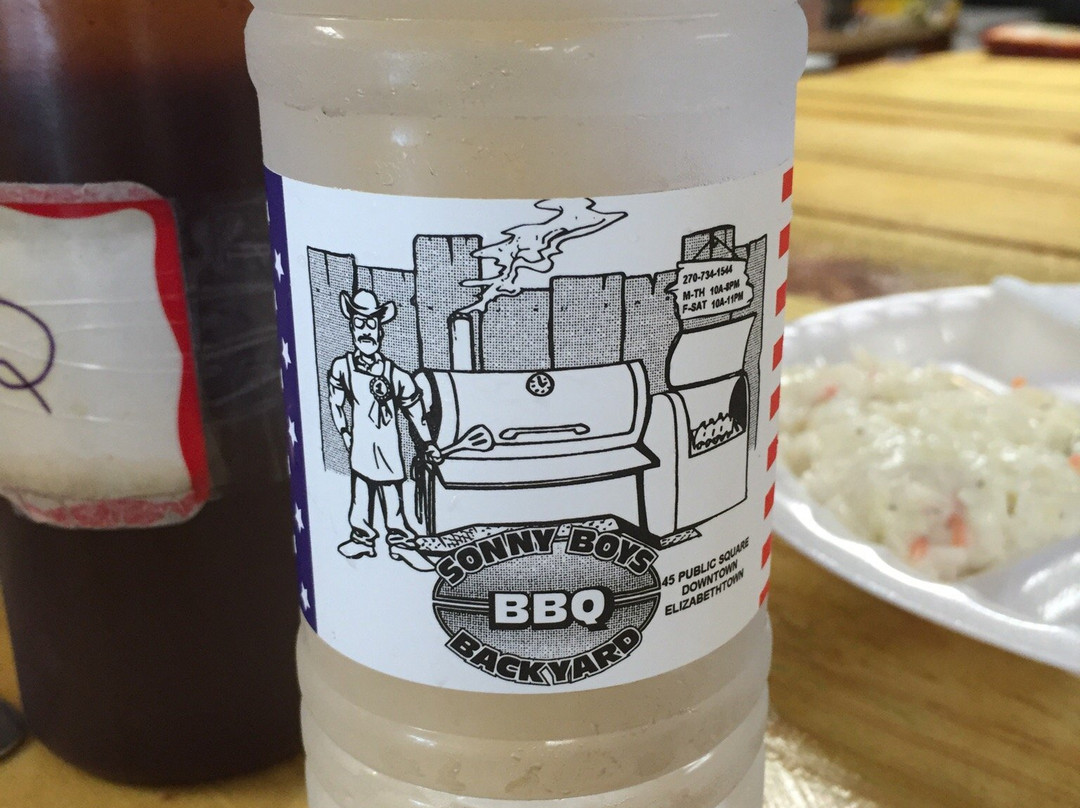 270-734-1544
M-TH 10A-8PM
F-SAT 10A-11PM
SONNY BOYS
BBQ
BACKYARD
45 PUBLIC SQUARE
DOWNTOWN
ELIZABETHTOWN
Q